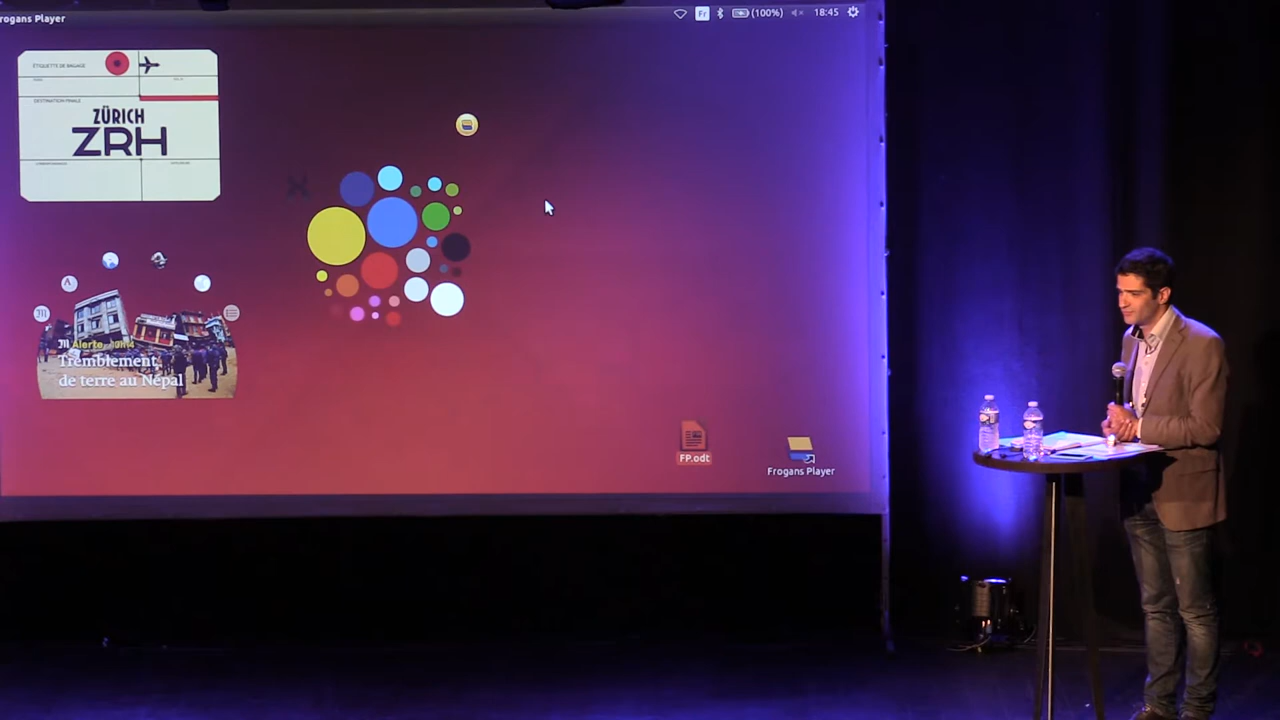 Frogans Player
Fr
(100%)
18:45
ÉTIQUETTE DE BAGAGE
DESTINATION FINALE
ZÜRICH
ZRH
Alerte,
Tremblement
de terre au Népal
FP.odt
Frogans Player